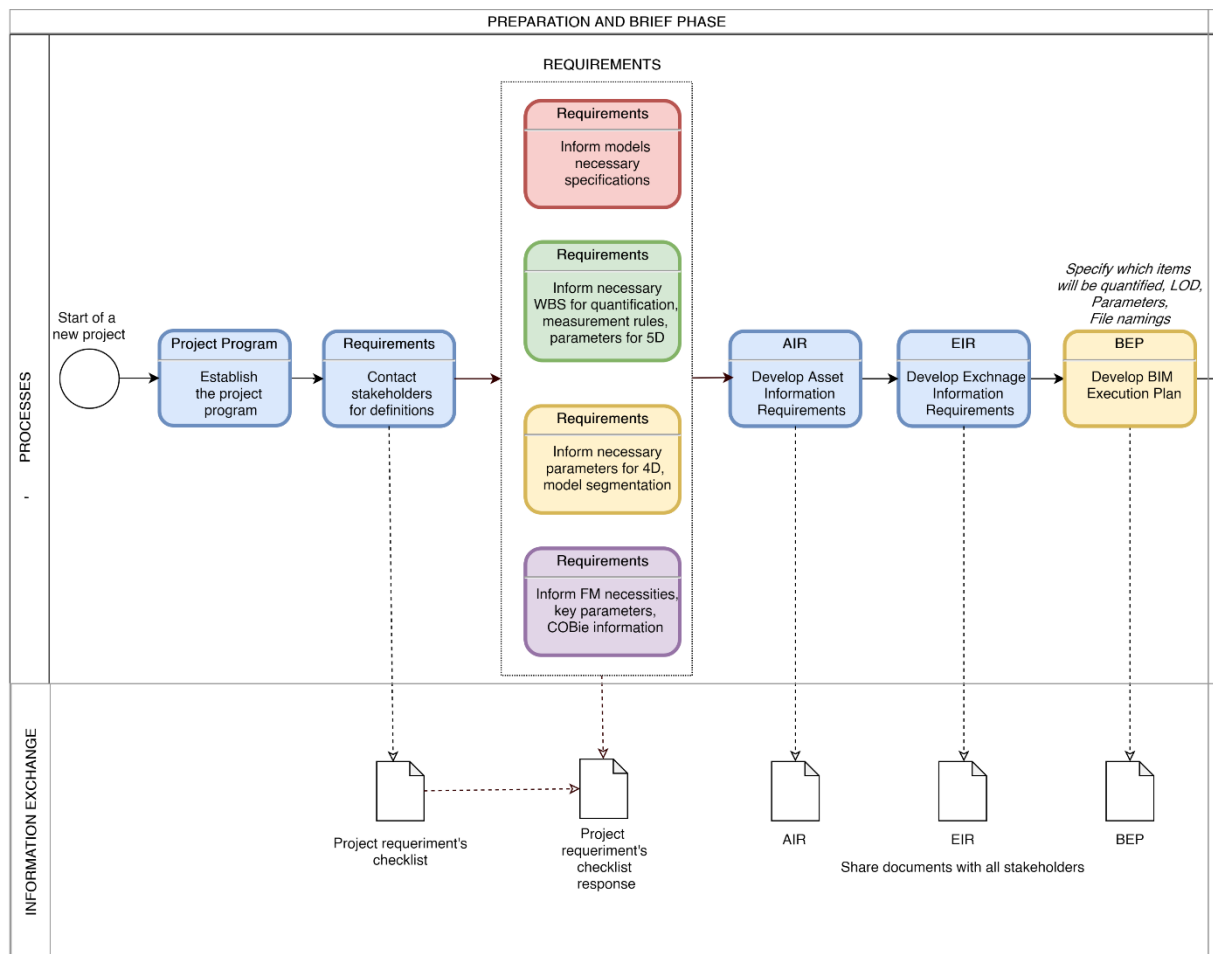 PREPARATION AND BRIEF PHASE
PROCESSES
-
REQUIREMENTS
Requirements
Inform models
necessary
specifications
Requirements
Inform necessary
WBS for quantification,
measurement rules,
parameters for 5D
Requirements
Inform necessary
parameters for 4D,
model segmentation
Requirements
Inform FM necessities,
key parameters,
COBie information
Start of a
new project
Project Program
Establish
the project
program
Requirements
Contact
stakeholders
for definitions
AIR
Develop Asset
Information
Requirements
EIR
Develop Exchnage
Information
Requirements
Specify which items
will be quantified, LOD,
Parameters,
File namings
BEP
Develop BIM
Execution Plan
INFORMATION EXCHANGE
Project requeriment's
checklist
Project
requeriment's
checklist
response
AIR
EIR
BEP
Share documents with all stakeholders